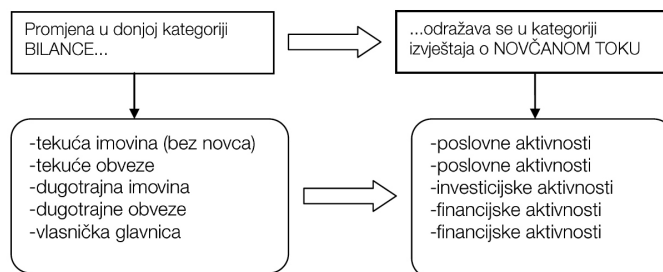 Promjena u donjoj kategoriji
BILANCE...
...odražava se u kategoriji
izvještaja o NOVČANOM TOKU
-tekuća imovina (bez novca)
-tekuće obveze
-dugotrajna imovina
-dugotrajne obveze
-vlasnička glavnica
-poslovne aktivnosti
-poslovne aktivnosti
-investicijske aktivnosti
-financijske aktivnosti
-financijske aktivnosti